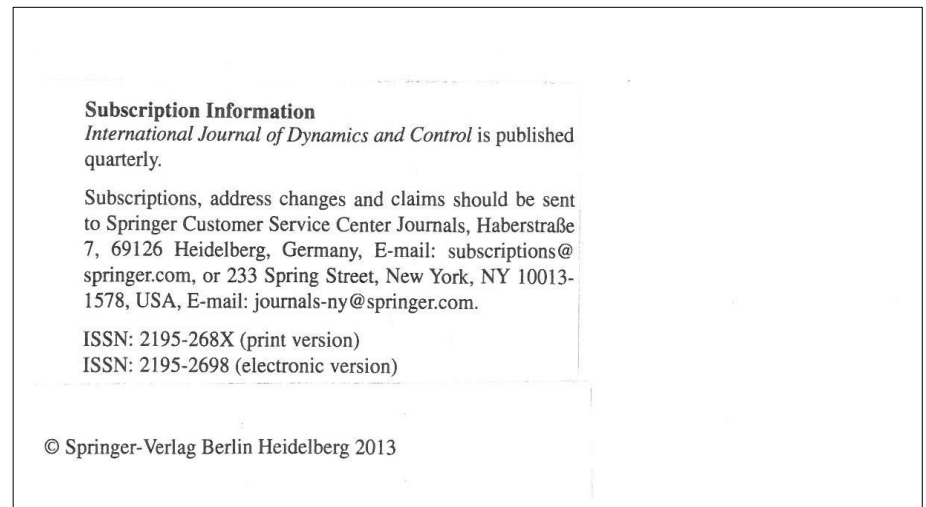 Subscription Information
International Journal of Dynamics and Control is published
quarterly.
Subscriptions, address changes and claims should be sent
to Springer Customer Service Center Journals, Haberstraße
7, 69126 Heidelberg, Germany, E-mail: subscriptions@
springer.com, or 233 Spring Street, New York, NY 10013-
1578, USA, E-mail: journals-ny@springer.com.
ISSN: 2195-268X (print version)
ISSN: 2195-2698 (electronic version)
© Springer-Verlag Berlin Heidelberg 2013